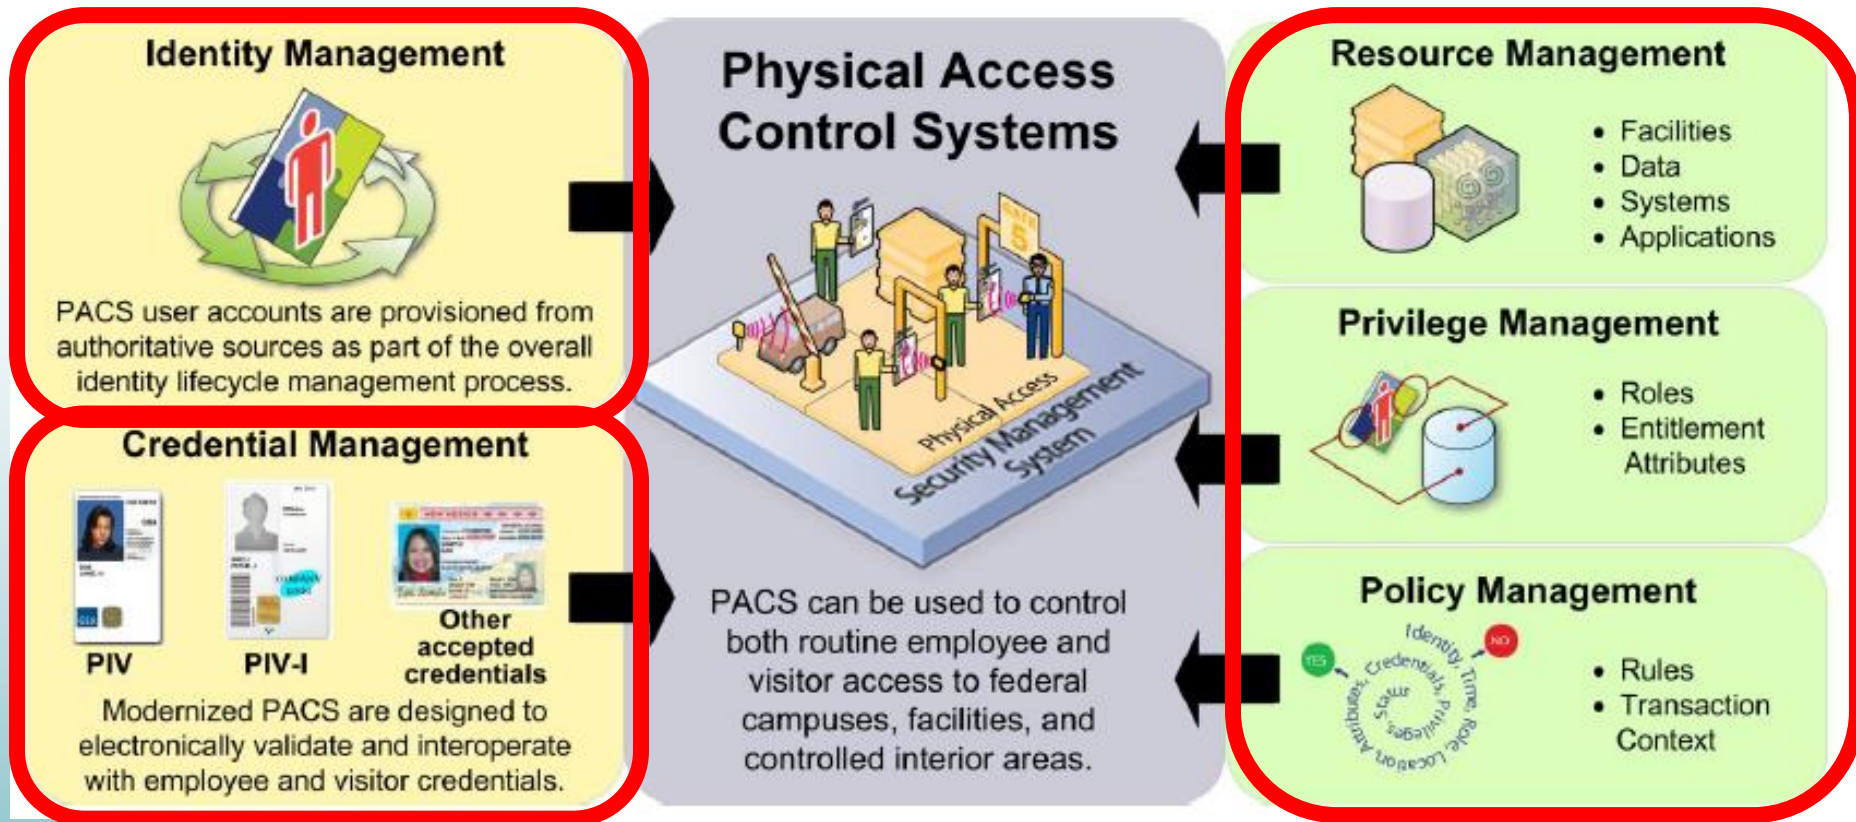 Identity Management
PACS user accounts are provisioned from
authoritative sources as part of the overall
identity lifecycle management process.
Credential Management
PIV
PIV-I
Other
accepted
credentials
Modernized PACS are designed to
electronically validate and interoperate
with employee and visitor credentials.
Physical Access
Control Systems
GATE
5
Physical Access
Security Management
System
PACS can be used to control
both routine employee and
visitor access to federal
campuses, facilities, and
controlled interior areas.
Resource Management
• Facilities
• Data
• Systems
• Applications
Privilege Management
• Roles
• Entitlement
Attributes
Policy Management
YES
NO
Identity, Time, Role, Location, Attributes, Credentials, Privileges, Status
• Rules
• Transaction
Context